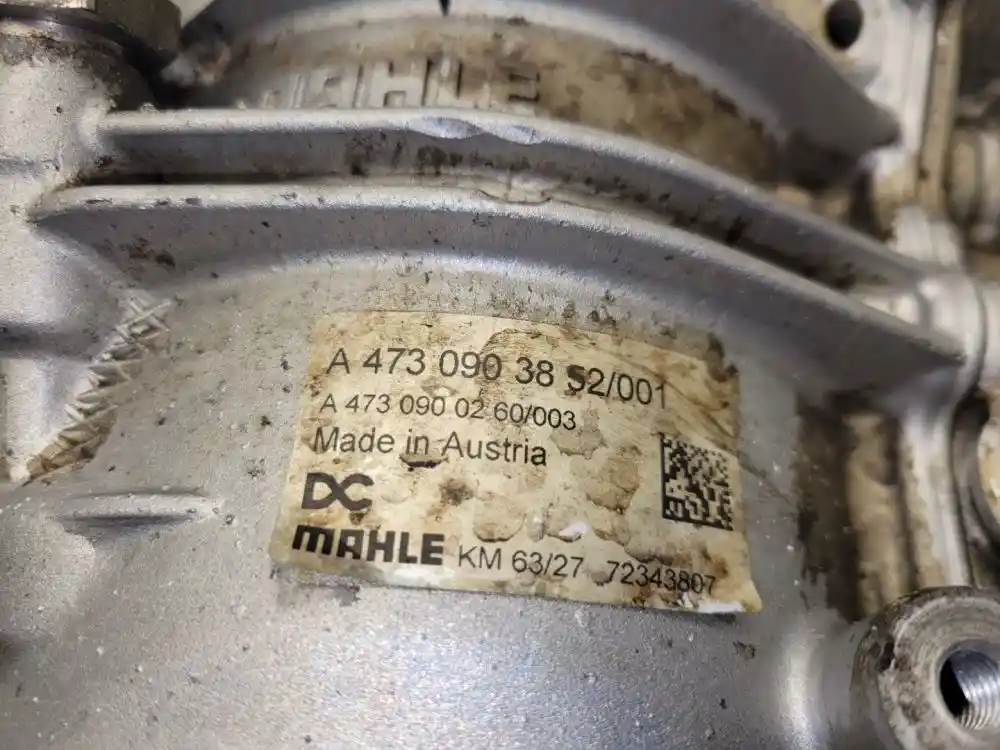 MAHLE
A 473 090 38 52/001
A 473 090 02 60/003
Made in Austria
DC
MAHLE KM 63/27 72343807